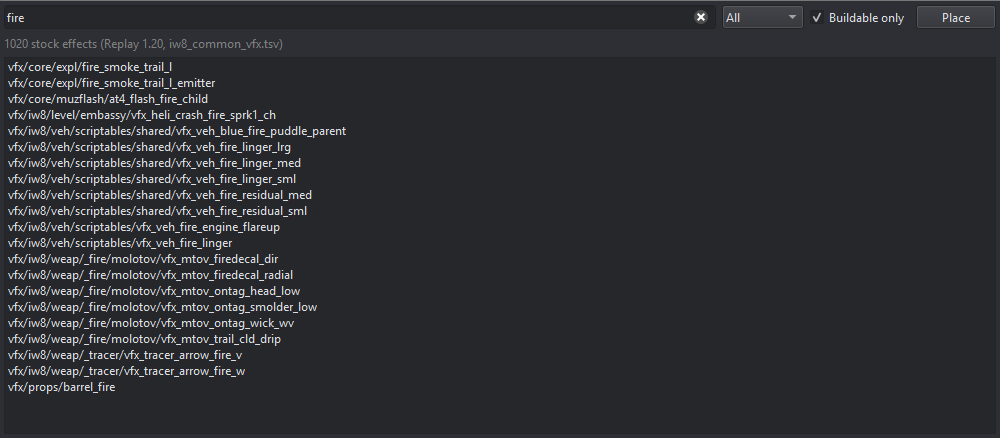 fire
All
Buildable only
Place
1020 stock effects (Replay 1.20, iw8_common_vfx.tsv)
vfx/core/expl/fire_smoke_trail_l
vfx/core/expl/fire_smoke_trail_l_emitter
vfx/core/muzflash/at4_flash_fire_child
vfx/iw8/level/embassy/vfx_heli_crash_fire_sprk1_ch
vfx/iw8/veh/scriptables/shared/vfx_veh_blue_fire_puddle_parent
vfx/iw8/veh/scriptables/shared/vfx_veh_fire_linger_lrg
vfx/iw8/veh/scriptables/shared/vfx_veh_fire_linger_med
vfx/iw8/veh/scriptables/shared/vfx_veh_fire_linger_sml
vfx/iw8/veh/scriptables/shared/vfx_veh_fire_residual_med
vfx/iw8/veh/scriptables/shared/vfx_veh_fire_residual_sml
vfx/iw8/veh/scriptables/vfx_veh_fire_engine_flareup
vfx/iw8/veh/scriptables/vfx_veh_fire_linger
vfx/iw8/weap/_fire/molotov/vfx_mtov_firedecal_dir
vfx/iw8/weap/_fire/molotov/vfx_mtov_firedecal_radial
vfx/iw8/weap/_fire/molotov/vfx_mtov_ontag_head_low
vfx/iw8/weap/_fire/molotov/vfx_mtov_ontag_smolder_low
vfx/iw8/weap/_fire/molotov/vfx_mtov_ontag_wick_wv
vfx/iw8/weap/_fire/molotov/vfx_mtov_trail_cld_drip
vfx/iw8/weap/_tracer/vfx_tracer_arrow_fire_v
vfx/iw8/weap/_tracer/vfx_tracer_arrow_fire_w
vfx/props/barrel_fire